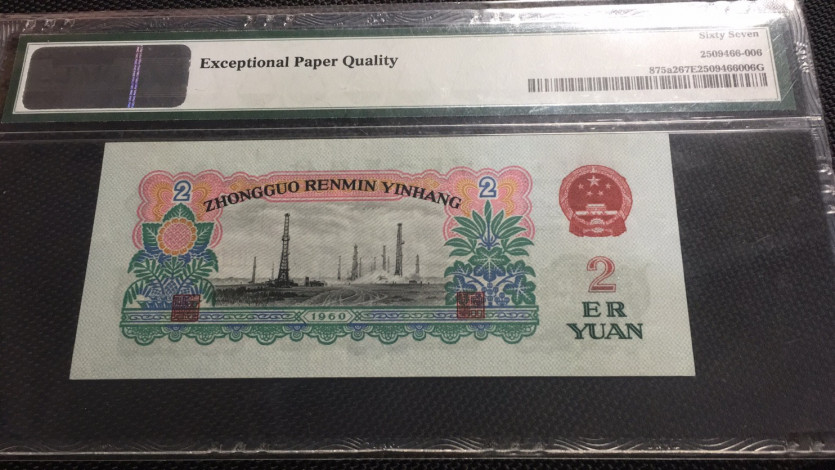 Exceptional Paper Quality
Sixty Seven
2509466-006
875a267E2509466006G
2
ZHONGGUO RENMIN YINHANG
2
2
ER
YUAN
1960